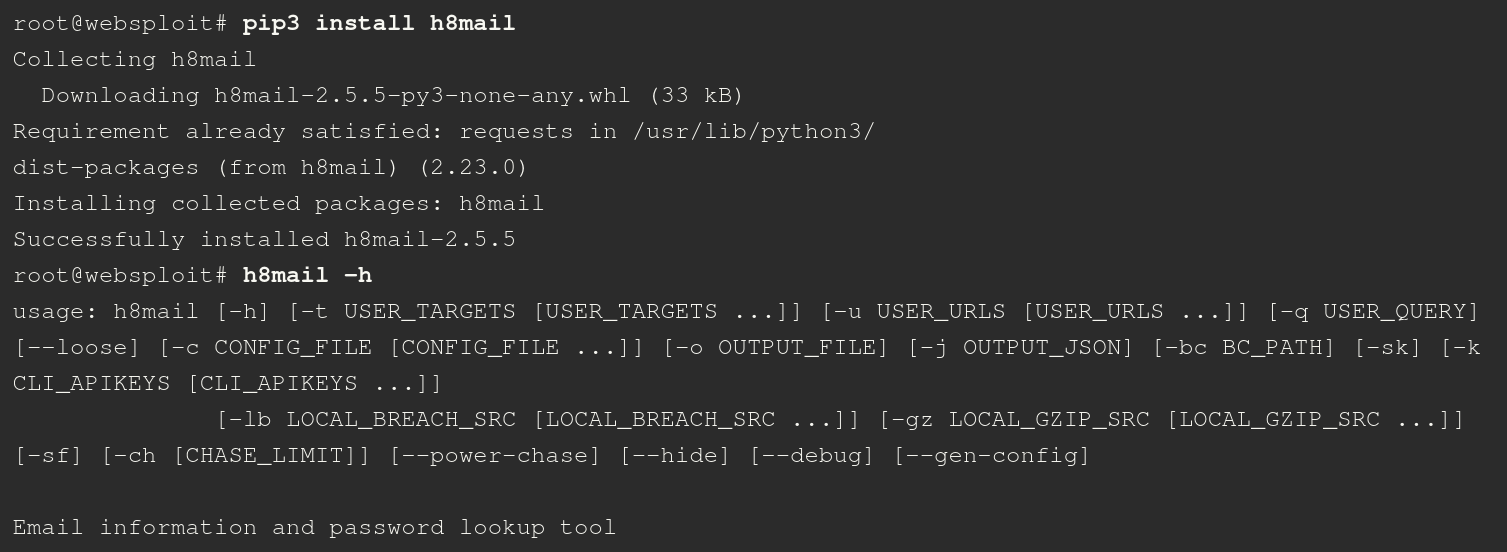 root@websploit# pip3 install h8mail
Collecting h8mail
  Downloading h8mail-2.5.5-py3-none-any.whl (33 kB)
Requirement already satisfied: requests in /usr/lib/python3/
dist-packages (from h8mail) (2.23.0)
Installing collected packages: h8mail
Successfully installed h8mail-2.5.5
root@websploit# h8mail -h
usage: h8mail [-h] [-t USER_TARGETS [USER_TARGETS ...]] [-u USER_URLS [USER_URLS ...]] [-q USER_QUERY]
[--loose] [-c CONFIG_FILE [CONFIG_FILE ...]] [-o OUTPUT_FILE] [-j OUTPUT_JSON] [-bc BC_PATH] [-sk] [-k
CLI_APIKEYS [CLI_APIKEYS ...]]
              [-lb LOCAL_BREACH_SRC [LOCAL_BREACH_SRC ...]] [-gz LOCAL_GZIP_SRC [LOCAL_GZIP_SRC ...]]
[-sf] [-ch [CHASE_LIMIT]] [--power-chase] [--hide] [--debug] [--gen-config]

Email information and password lookup tool